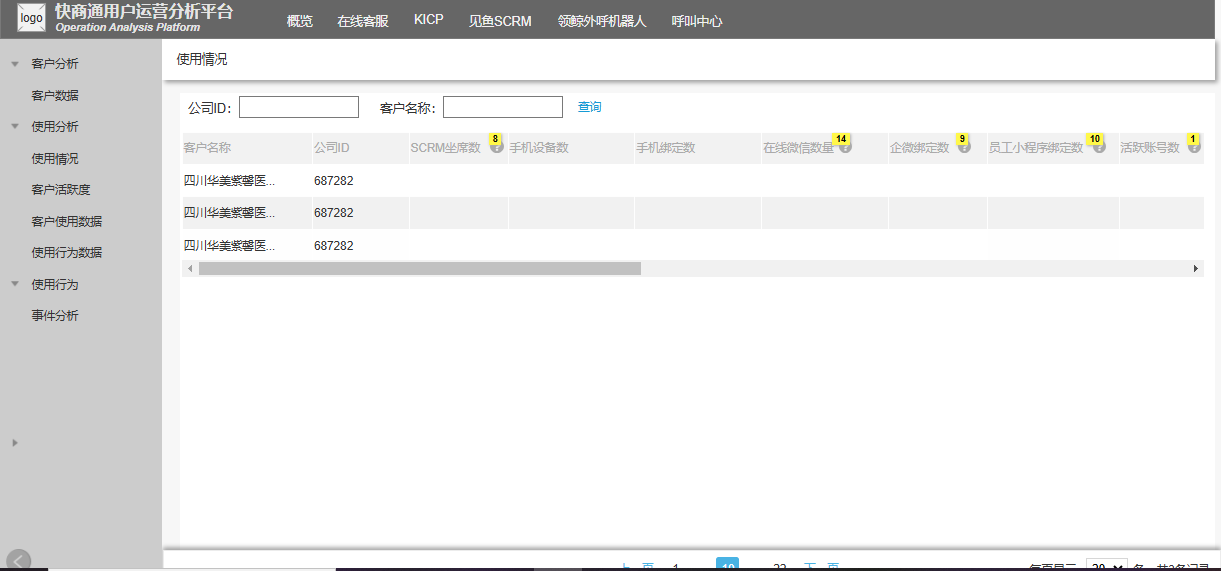 logo 快商通用户运营分析平台
Operation Analysis Platform
概览 在线客服 KICP 见鱼SCRM 领鲸外呼机器人 呼叫中心
客户分析
客户数据
使用分析
使用情况
客户活跃度
客户使用数据
使用行为数据
使用行为
事件分析
使用情况
公司ID: 客户名称: 查询
客户名称 公司ID SCRM坐席数 8 ? 手机设备数 手机绑定数 在线微信数量 14 ? 企微绑定数 9 ? 员工小程序绑定数 10 ? 活跃账号数 1 ?
四川华美紫馨医... 687282
四川华美紫馨医... 687282
四川华美紫馨医... 687282